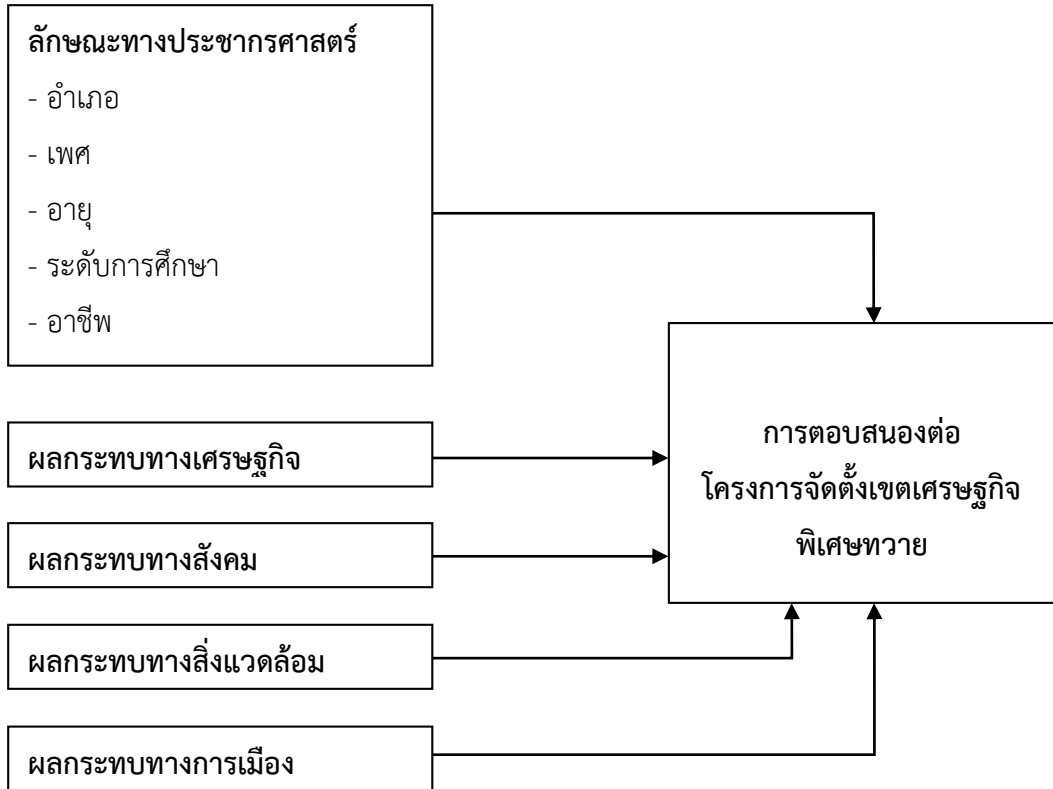 ลักษณะทางประชากรศาสตร์
- อำเภอ
- เพศ
- อายุ
- ระดับการศึกษา
- อาชีพ
ผลกระทบทางเศรษฐกิจ
ผลกระทบทางสังคม
ผลกระทบทางสิ่งแวดล้อม
ผลกระทบทางการเมือง
การตอบสนองต่อ
โครงการจัดตั้งเขตเศรษฐกิจ
พิเศษทวาย